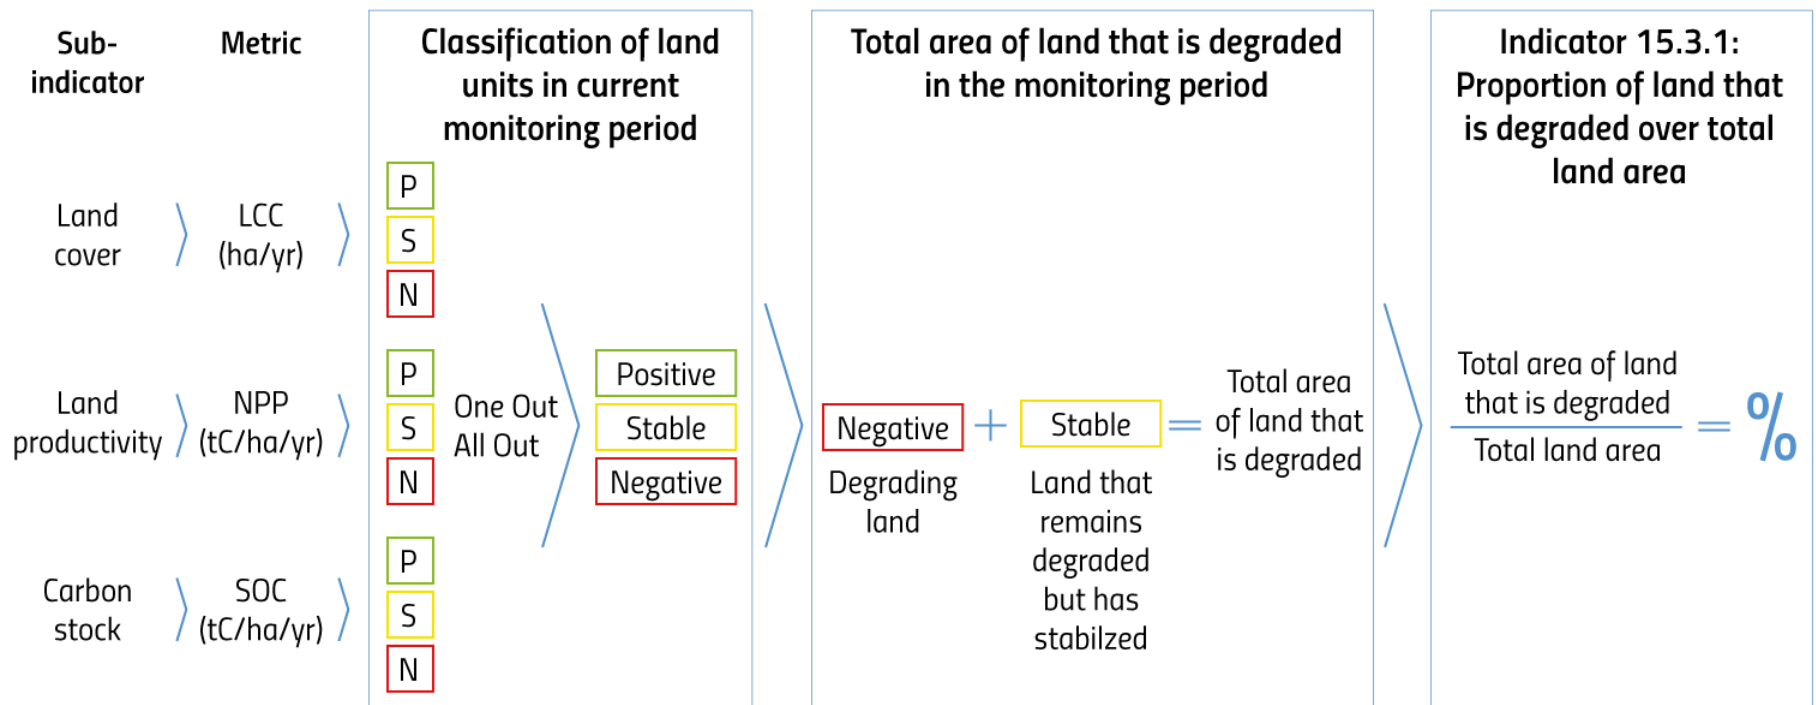 Sub-
indicator
Metric
Classification of land
units in current
monitoring period
Total area of land that is degraded
in the monitoring period
Indicator 15.3.1:
Proportion of land that
is degraded over total
land area
Land
cover
LCC
(ha/yr)
P
S
N
Land
productivity
NPP
(tC/ha/yr)
P
S
N
One Out
All Out
Positive
Stable
Negative
Carbon
stock
SOC
(tC/ha/yr)
P
S
N
Negative
Degrading
land
+
Stable
Land that
remains
degraded
but has
stabilzed
=
Total area
of land that
is degraded
Total area of land
that is degraded
Total land area
= %